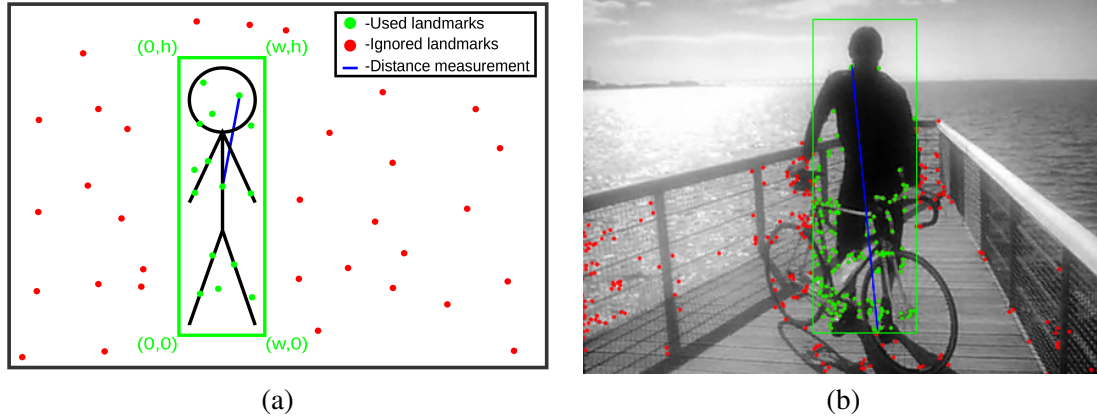 (0,h)
(w,h)
-Used landmarks
-Ignored landmarks
-Distance measurement
(0,0)
(w,0)
(a)
(b)